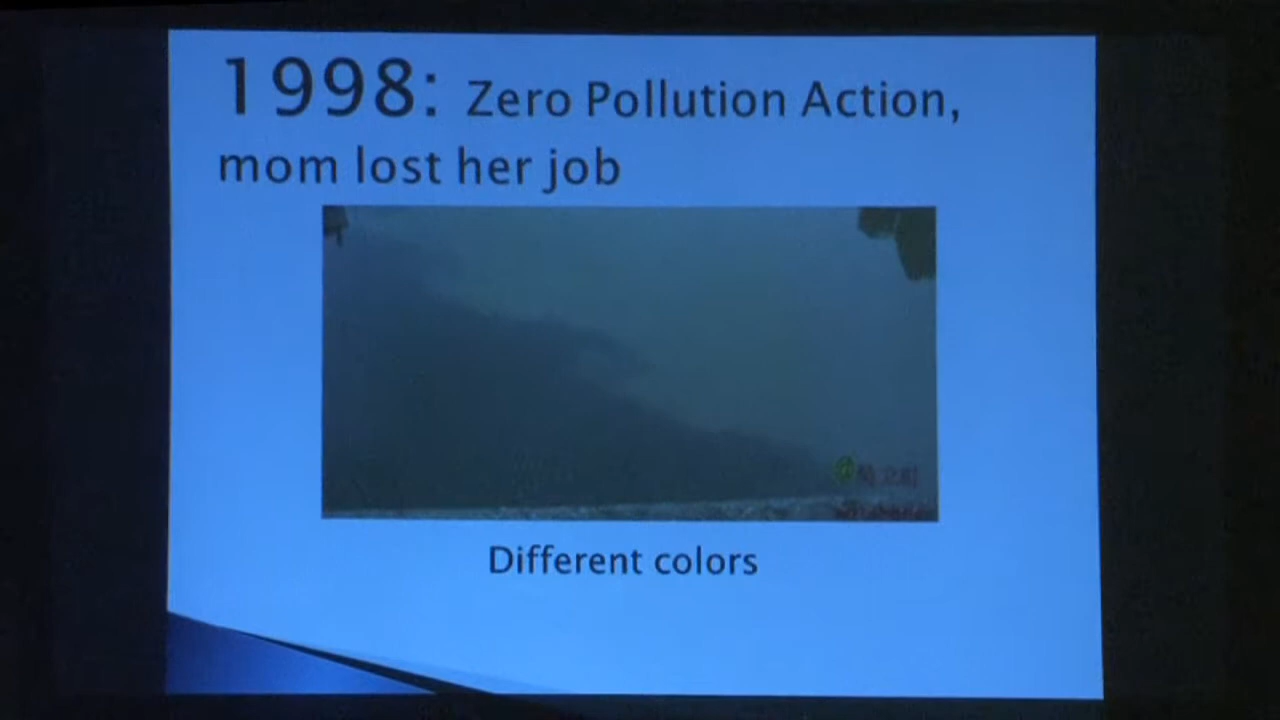 1998: Zero Pollution Action,
mom lost her job
Different colors